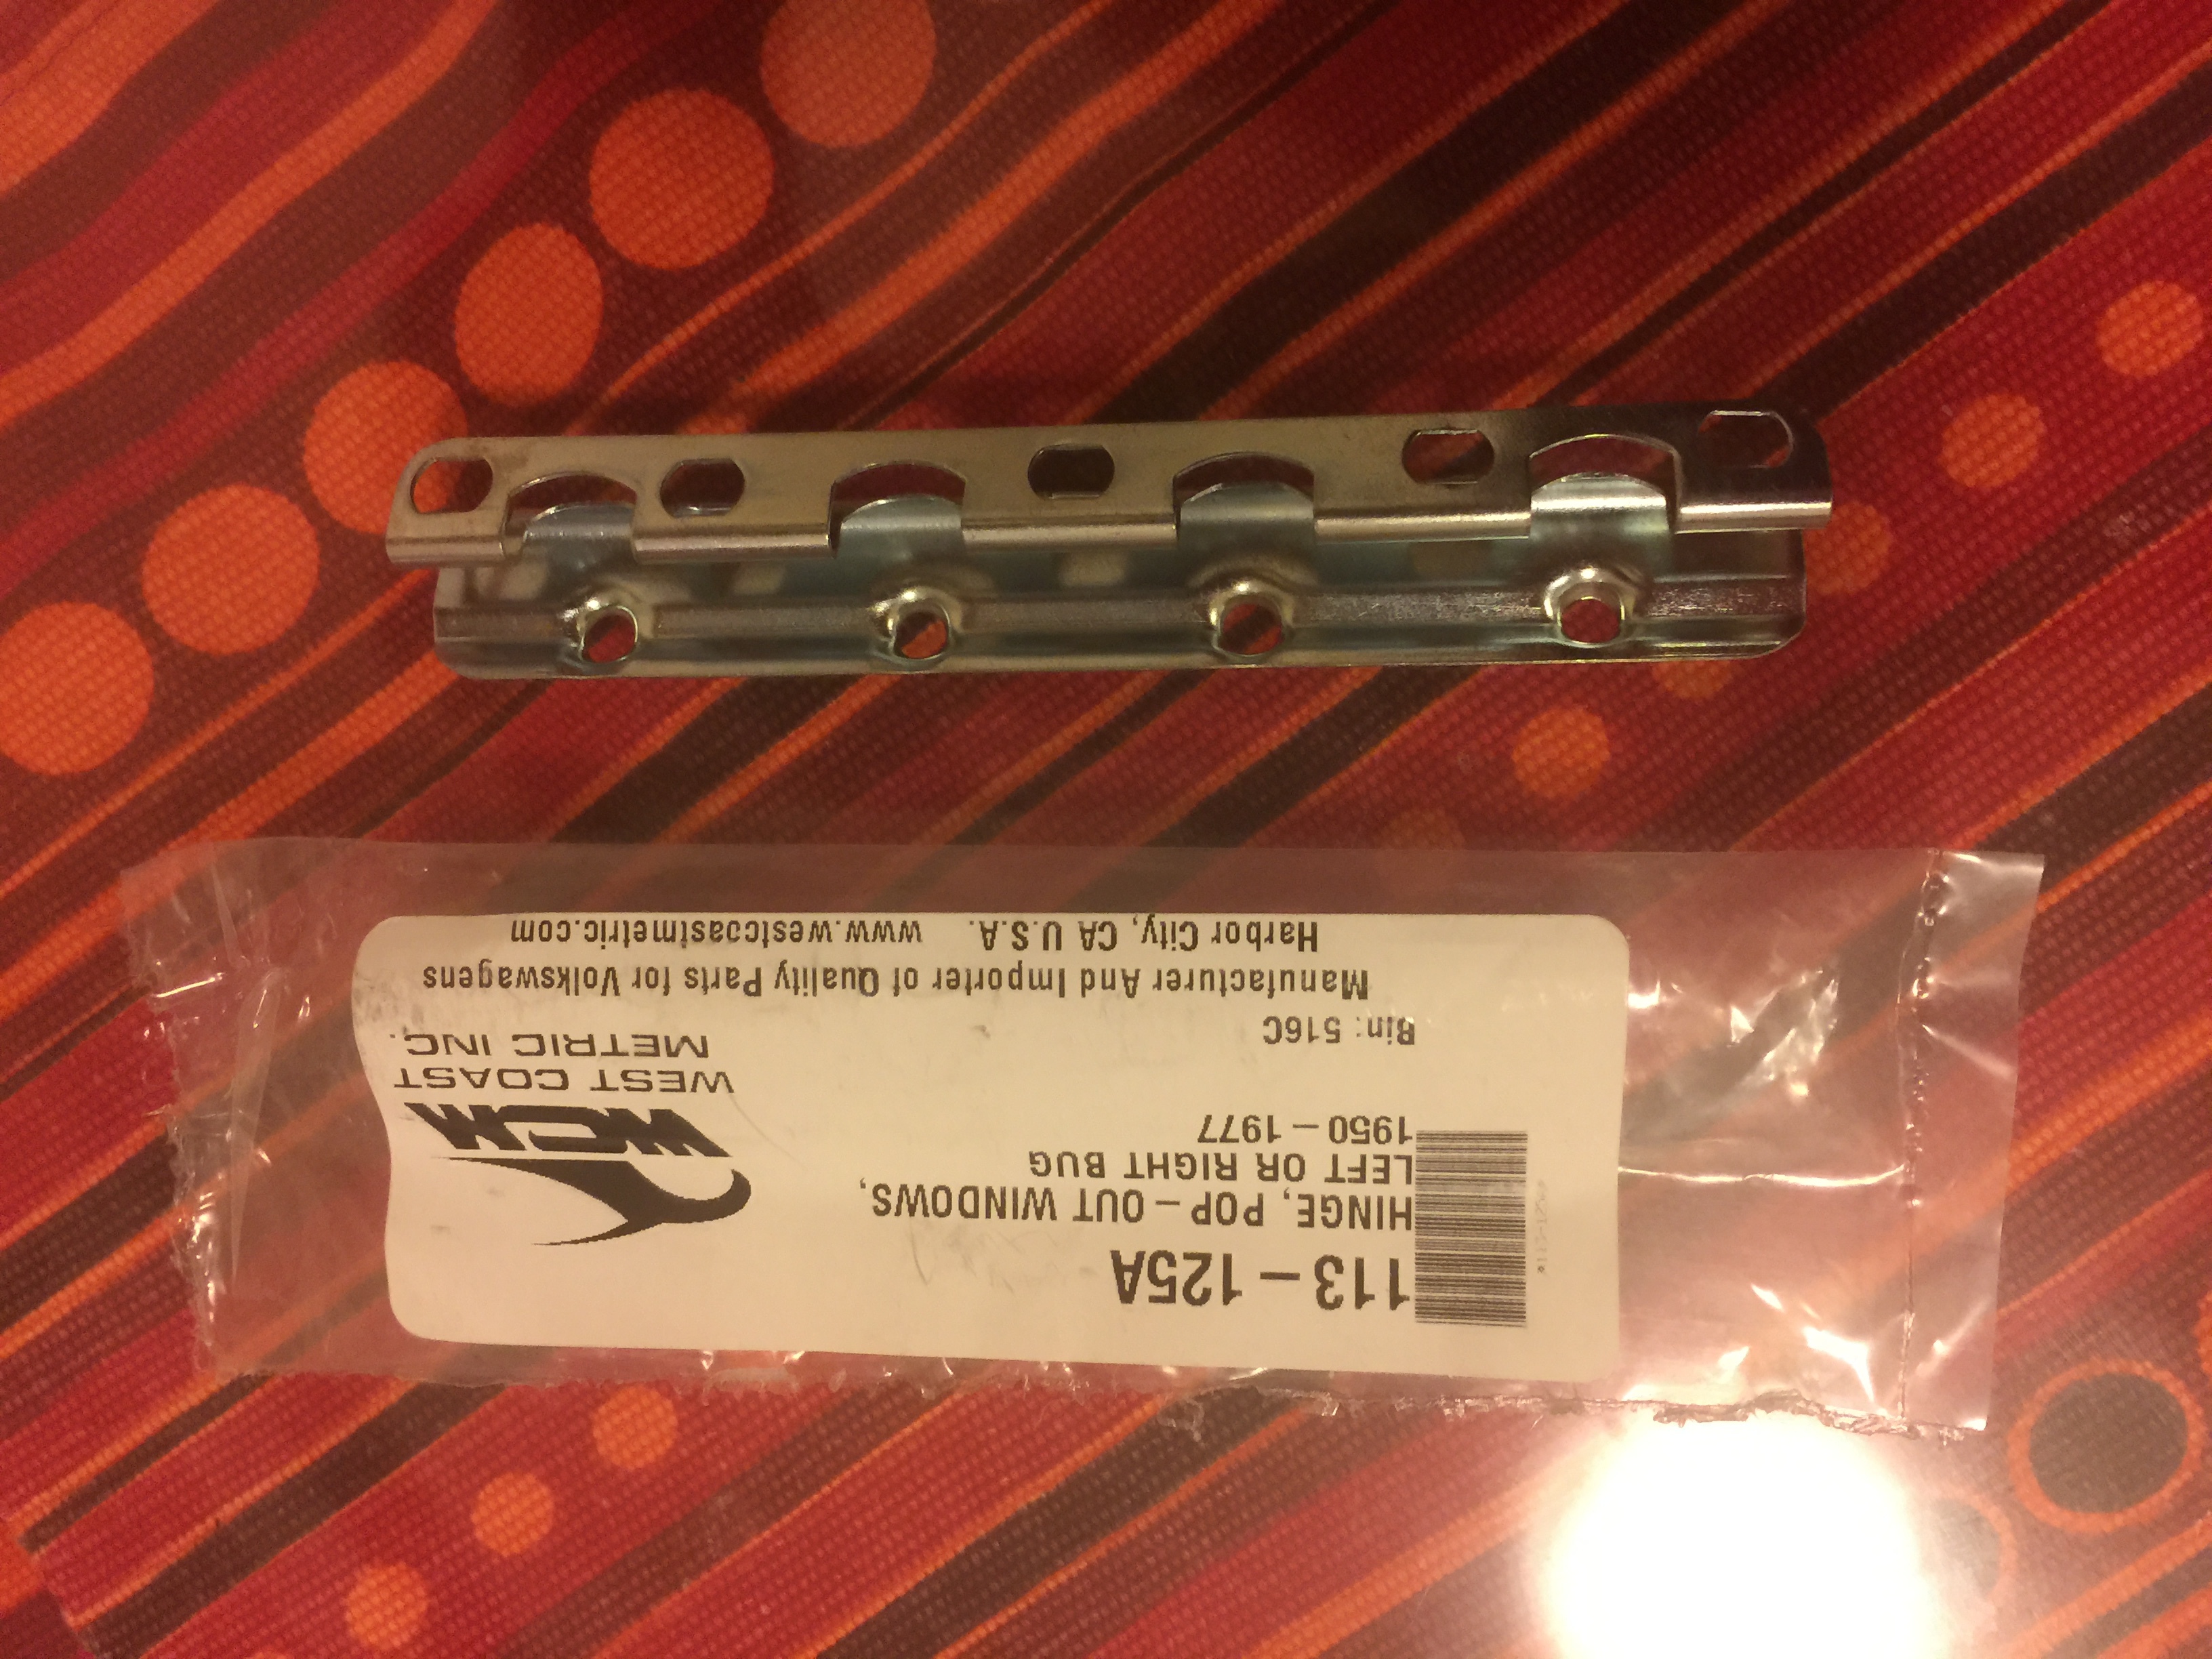 113-125A
HINGE, POP-OUT WINDOWS,
LEFT OR RIGHT BUG
1950-1977
WCM
WEST COAST
METRIC INC.
Bin: 516C
Manufacturer And Importer of Quality Parts for Volkswagens
Harbor City, CA U.S.A. www.westcoastmetric.com